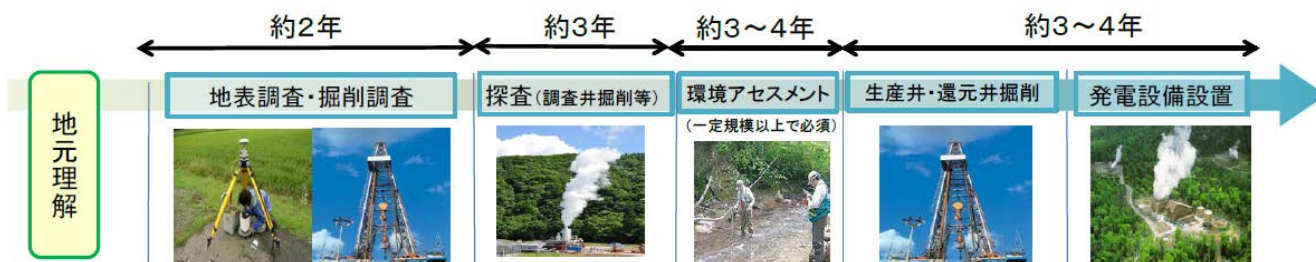 約2年
約3年
約3～4年
約3～4年
地元理解
地表調査・掘削調査
探査(調査井掘削等)
環境アセスメント
(一定規模以上で必須)
生産井・還元井掘削
発電設備設置